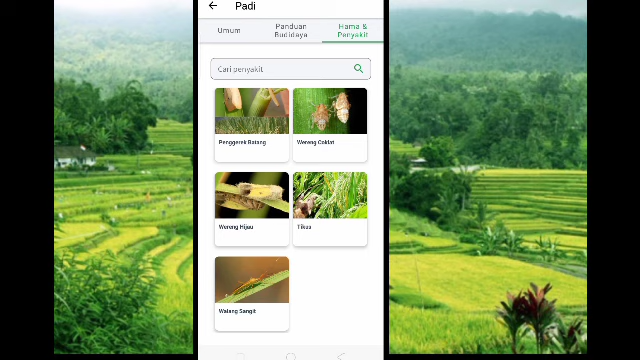 Padi
Umum
Panduan
Budidaya
Hama &
Penyakit
Cari penyakit
Penggerek Batang
Wereng Coklat
Wereng Hijau
Tikus
Walang Sangit